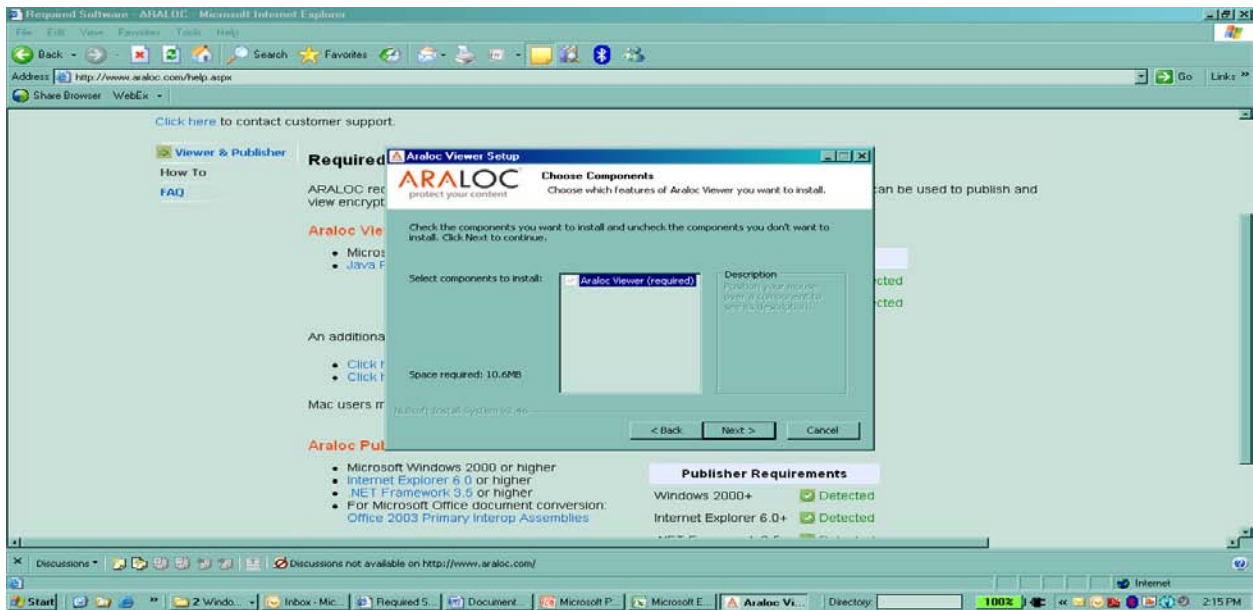 Required Software - ARALOC - Microsoft Internet Explorer
File Edit View Favorites Tools Help
Back Search Favorites
Address http://www.araloc.com/help.aspx Go Links »
Share Browser WebEx
Click here to contact customer support.
Viewer & Publisher
How To
FAQ
Required
ARALOC rec
can be used to publish and
view encrypt
Araloc Vie
Micros
Java P
cted
cted
An additiona
Click h
Click h
Mac users m
Araloc Pub
Araloc Viewer Setup
ARALOC
protect your content
Choose Components
Choose which features of Araloc Viewer you want to install.
Check the components you want to install and uncheck the components you don't want to
install. Click Next to continue.
Select components to install:
Araloc Viewer (required)
Description
Position your mouse
over a component to
see its description.
Space required: 10.6MB
Nullsoft Install System v2.46
< Back Next > Cancel
Microsoft Windows 2000 or higher
Internet Explorer 6.0 or higher
.NET Framework 3.5 or higher
For Microsoft Office document conversion:
Office 2003 Primary Interop Assemblies
Publisher Requirements
Windows 2000+ Detected
Internet Explorer 6.0+ Detected
Discussions Discussions not available on http://www.araloc.com/
Internet
Start » 2 Windo... Inbox - Mic... Required S... Document... Microsoft P... Microsoft E... Araloc Vi... Directory: 100% « 2:15 PM